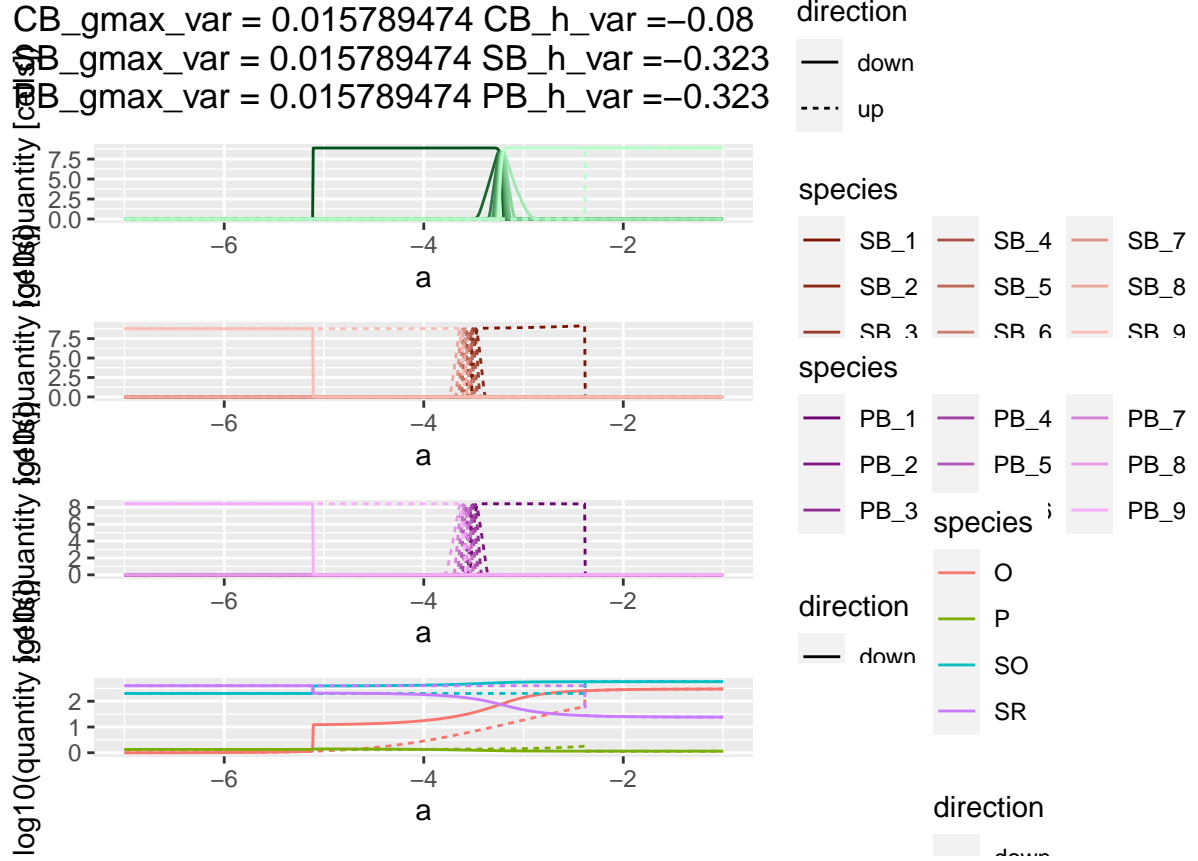 CB_gmax_var = 0.015789474 CB_h_var =−0.08
SB_gmax_var = 0.015789474 SB_h_var =−0.323
PB_gmax_var = 0.015789474 PB_h_var =−0.323
7.5
5.0
2.5
0.0
−6 −4 −2
a
7.5
5.0
2.5
0.0
−6 −4 −2
a
8
6
4
2
0
−6 −4 −2
a
log10(quantity [cells])
2
1
0
−6 −4 −2
a
direction
down
up
species
SB_1 SB_4 SB_7
SB_2 SB_5 SB_8
SB_3 SB_6 SB_9
species
PB_1 PB_4 PB_7
PB_2 PB_5 PB_8
PB_3 PB_9
direction
down
species
O
P
SO
SR
direction
down